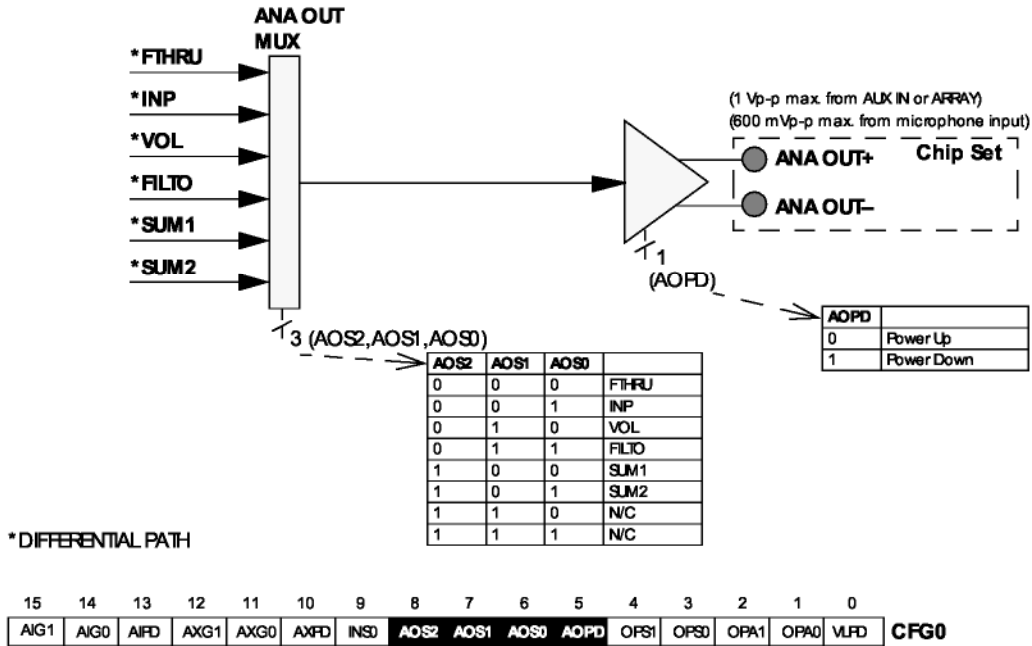 ANA OUT
MUX
*FTHRU
*INP
*VOL
*FILTO
*SUM1
*SUM2
(1 Vp-p max. from AUX IN or ARRAY)
(600 mVp-p max. from microphone input)
Chip Set
ANA OUT+
ANA OUT–
1
(AOPD)
3 (AOS2,AOS1,AOS0)
AOPD
0 Power Up
1 Power Down
AOS2 AOS1 AOS0
0 0 0 FTHRU
0 0 1 INP
0 1 0 VOL
0 1 1 FILTO
1 0 0 SUM1
1 0 1 SUM2
1 1 0 N/C
1 1 1 N/C
*DIFFERENTIAL PATH
15 14 13 12 11 10 9 8 7 6 5 4 3 2 1 0
AIG1 AIG0 AIPD AXG1 AXG0 AXPD INS0 AOS2 AOS1 AOS0 AOPD OPS1 OPS0 OPA1 OPA0 VLPD CFG0